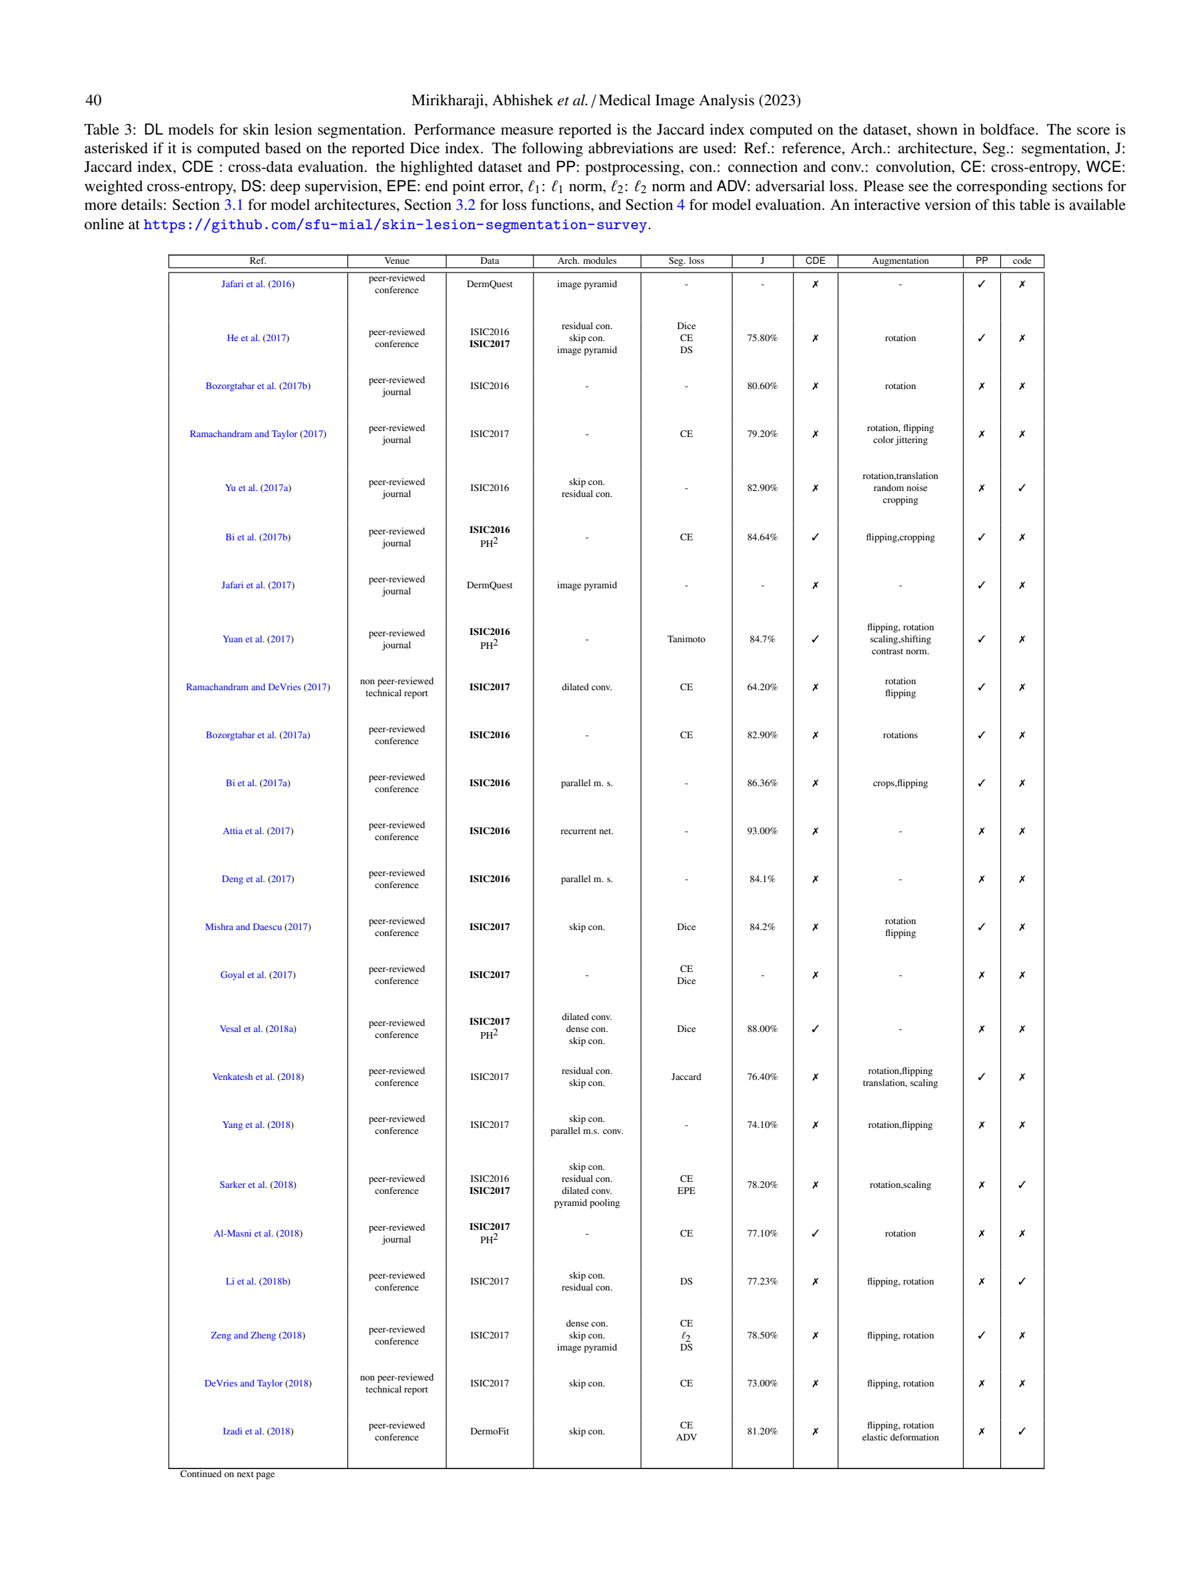 40
Mirikharaji, Abhishek et al. / Medical Image Analysis (2023)
Table 3: DL models for skin lesion segmentation. Performance measure reported is the Jaccard index computed on the dataset, shown in boldface. The score is
asterisked if it is computed based on the reported Dice index. The following abbreviations are used: Ref.: reference, Arch.: architecture, Seg.: segmentation, J:
Jaccard index, CDE : cross-data evaluation. the highlighted dataset and PP: postprocessing, con.: connection and conv.: convolution, CE: cross-entropy, WCE:
weighted cross-entropy, DS: deep supervision, EPE: end point error, ℓ1: ℓ1 norm, ℓ2: ℓ2 norm and ADV: adversarial loss. Please see the corresponding sections for
more details: Section 3.1 for model architectures, Section 3.2 for loss functions, and Section 4 for model evaluation. An interactive version of this table is available
online at https://github.com/sfu-mial/skin-lesion-segmentation-survey.
Ref. Venue Data Arch. modules Seg. loss J CDE Augmentation PP code
Jafari et al. (2016) peer-reviewed conference DermQuest image pyramid - - ✗ - ✓ ✗
He et al. (2017) peer-reviewed conference ISIC2016 ISIC2017 residual con. skip con. image pyramid Dice CE DS 75.80% ✗ rotation ✓ ✗
Bozorgtabar et al. (2017b) peer-reviewed journal ISIC2016 - - 80.60% ✗ rotation ✗ ✗
Ramachandram and Taylor (2017) peer-reviewed journal ISIC2017 - CE 79.20% ✗ rotation, flipping color jittering ✗ ✗
Yu et al. (2017a) peer-reviewed journal ISIC2016 skip con. residual con. - 82.90% ✗ rotation,translation random noise cropping ✗ ✓
Bi et al. (2017b) peer-reviewed journal ISIC2016 PH2 - CE 84.64% ✓ flipping,cropping ✓ ✗
Jafari et al. (2017) peer-reviewed journal DermQuest image pyramid - - ✗ - ✓ ✗
Yuan et al. (2017) peer-reviewed journal ISIC2016 PH2 - Tanimoto 84.7% ✓ flipping, rotation scaling,shifting contrast norm. ✓ ✗
Ramachandram and DeVries (2017) non peer-reviewed technical report ISIC2017 dilated conv. CE 64.20% ✗ rotation flipping ✓ ✗
Bozorgtabar et al. (2017a) peer-reviewed conference ISIC2016 - CE 82.90% ✗ rotations ✓ ✗
Bi et al. (2017a) peer-reviewed conference ISIC2016 parallel m. s. - 86.36% ✗ crops,flipping ✓ ✗
Attia et al. (2017) peer-reviewed conference ISIC2016 recurrent net. - 93.00% ✗ - ✗ ✗
Deng et al. (2017) peer-reviewed conference ISIC2016 parallel m. s. - 84.1% ✗ - ✗ ✗
Mishra and Daescu (2017) peer-reviewed conference ISIC2017 skip con. Dice 84.2% ✗ rotation flipping ✓ ✗
Goyal et al. (2017) peer-reviewed conference ISIC2017 - CE Dice - ✗ - ✗ ✗
Vesal et al. (2018a) peer-reviewed conference ISIC2017 PH2 dilated conv. dense con. skip con. Dice 88.00% ✓ - ✗ ✗
Venkatesh et al. (2018) peer-reviewed conference ISIC2017 residual con. skip con. Jaccard 76.40% ✗ rotation,flipping translation, scaling ✓ ✗
Yang et al. (2018) peer-reviewed conference ISIC2017 skip con. parallel m.s. conv. - 74.10% ✗ rotation,flipping ✗ ✗
Sarker et al. (2018) peer-reviewed conference ISIC2016 ISIC2017 skip con. residual con. dilated conv. pyramid pooling CE EPE 78.20% ✗ rotation,scaling ✗ ✓
Al-Masni et al. (2018) peer-reviewed journal ISIC2017 PH2 - CE 77.10% ✓ rotation ✗ ✗
Li et al. (2018b) peer-reviewed conference ISIC2017 skip con. residual con. DS 77.23% ✗ flipping, rotation ✗ ✓
Zeng and Zheng (2018) peer-reviewed conference ISIC2017 dense con. skip con. image pyramid CE ℓ2 DS 78.50% ✗ flipping, rotation ✓ ✗
DeVries and Taylor (2018) non peer-reviewed technical report ISIC2017 skip con. CE 73.00% ✗ flipping, rotation ✗ ✗
Izadi et al. (2018) peer-reviewed conference DermoFit skip con. CE ADV 81.20% ✗ flipping, rotation elastic deformation ✗ ✓
Continued on next page